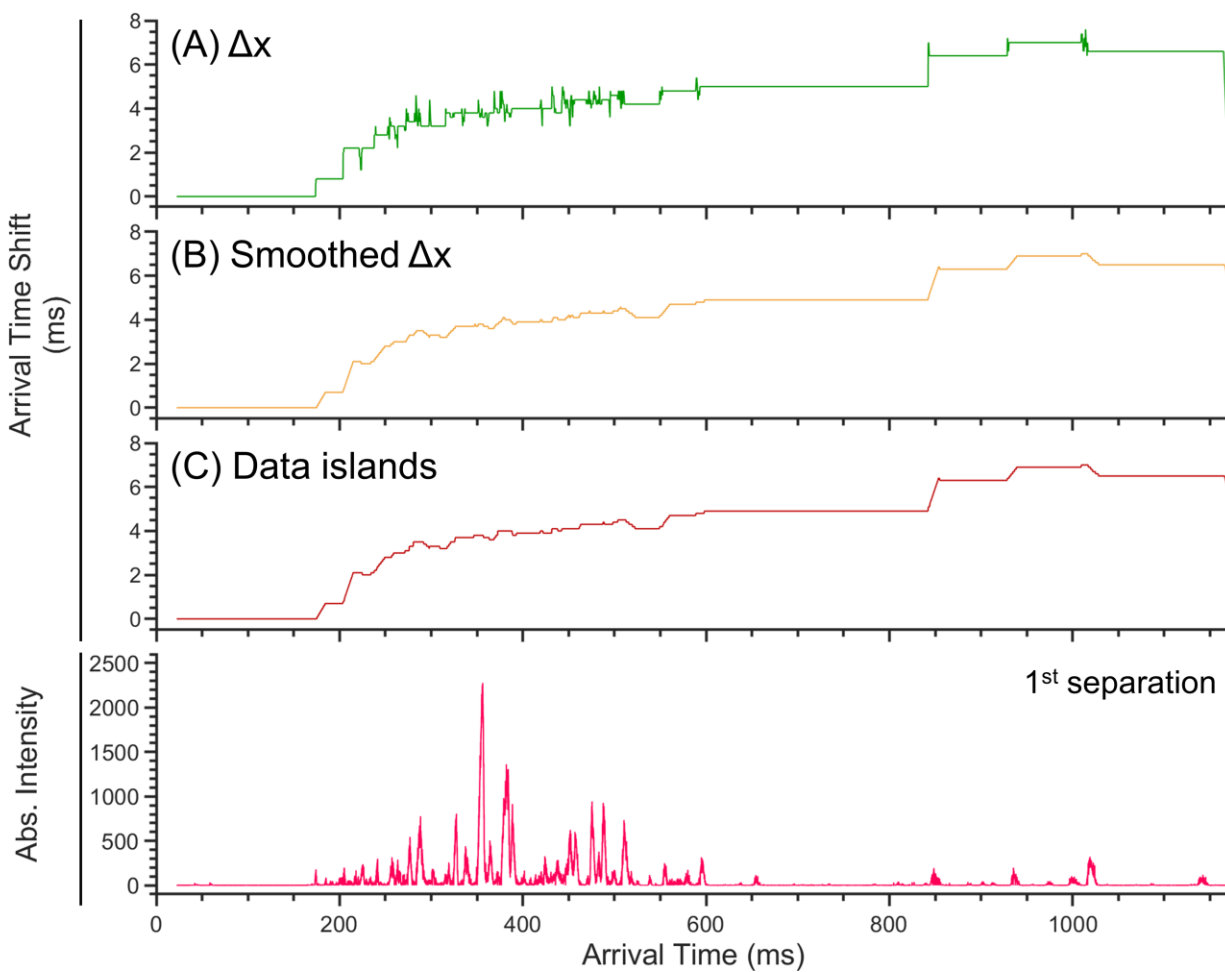 (A) Δx
8
6
4
2
0
(B) Smoothed Δx
8
6
4
2
0
(C) Data islands
8
6
4
2
0
Arrival Time Shift
(ms)
1st separation
2500
2000
1500
1000
500
0
Abs. Intensity
0 200 400 600 800 1000
Arrival Time (ms)